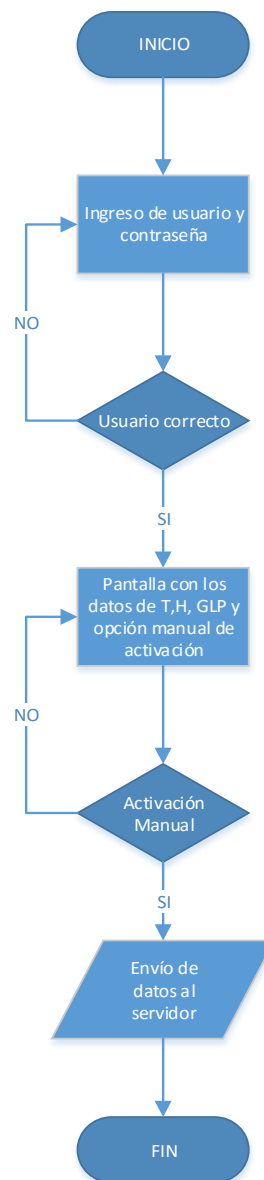 INICIO
Ingreso de usuario y
contraseña
NO
Usuario correcto
SI
Pantalla con los
datos de T,H, GLP y
opción manual de
activación
NO
Activación
Manual
SI
Envío de
datos al
servidor
FIN